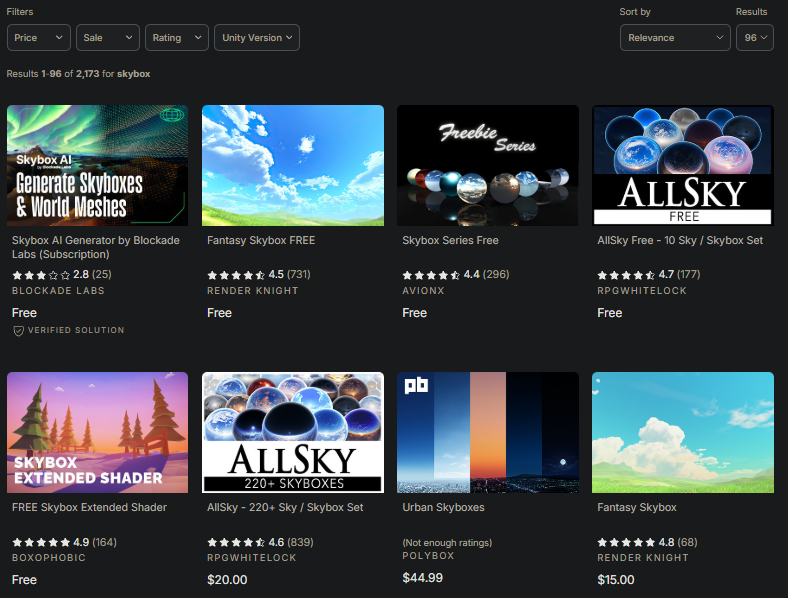 Filters
Sort by
Results
Price
Sale
Rating
Unity Version
Relevance
96
Results 1-96 of 2,173 for skybox
Skybox AI
by Blockade Labs
Generate Skyboxes
& World Meshes
Freebie
Series
ALLSKY
FREE
Skybox AI Generator by Blockade
Labs (Subscription)
2.8 (25)
BLOCKADE LABS
Free
VERIFIED SOLUTION
Fantasy Skybox FREE
4.5 (731)
RENDER KNIGHT
Free
Skybox Series Free
4.4 (296)
AVIONX
Free
AllSky Free - 10 Sky / Skybox Set
4.7 (177)
RPGWHITELOCK
Free
SKYBOX
EXTENDED SHADER
ALLSKY
220+ SKYBOXES
pb
FREE Skybox Extended Shader
4.9 (164)
BOXOPHOBIC
Free
AllSky - 220+ Sky / Skybox Set
4.6 (839)
RPGWHITELOCK
$20.00
Urban Skyboxes
(Not enough ratings)
POLYBOX
$44.99
Fantasy Skybox
4.8 (68)
RENDER KNIGHT
$15.00